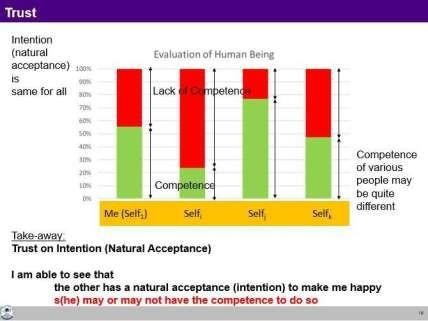 Trust
Intention
(natural
acceptance)
is
same for all
Evaluation of Human Being
100%
90%
80%
70%
60%
50%
40%
30%
20%
10%
0%
Lack of Competence
Competence
Me (Self₁)
Selfᵢ
Selfⱼ
Selfₖ
Competence
of various
people may
be quite
different
Take-away:
Trust on Intention (Natural Acceptance)
I am able to see that
the other has a natural acceptance (intention) to make me happy
s(he) may or may not have the competence to do so